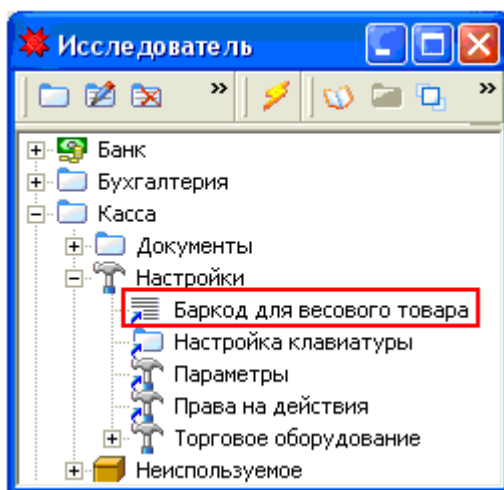 Исследователь
Банк
Бухгалтерия
Касса
Документы
Настройки
Баркод для весового товара
Настройка клавиатуры
Параметры
Права на действия
Торговое оборудование
Неиспользуемое